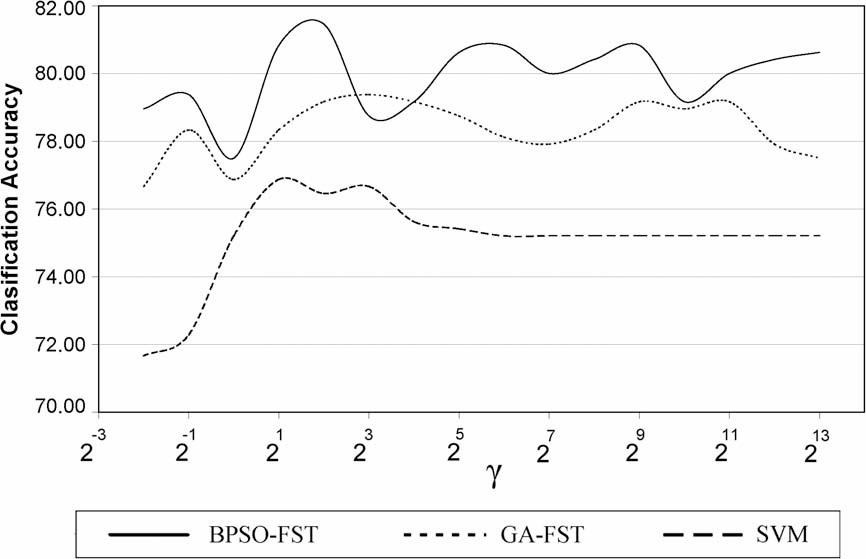 82.00
80.00
78.00
76.00
74.00
72.00
70.00
Clasification Accuracy
2^-3 2^-1 2^1 2^3 2^5 2^7 2^9 2^11 2^13
γ
BPSO-FST GA-FST SVM